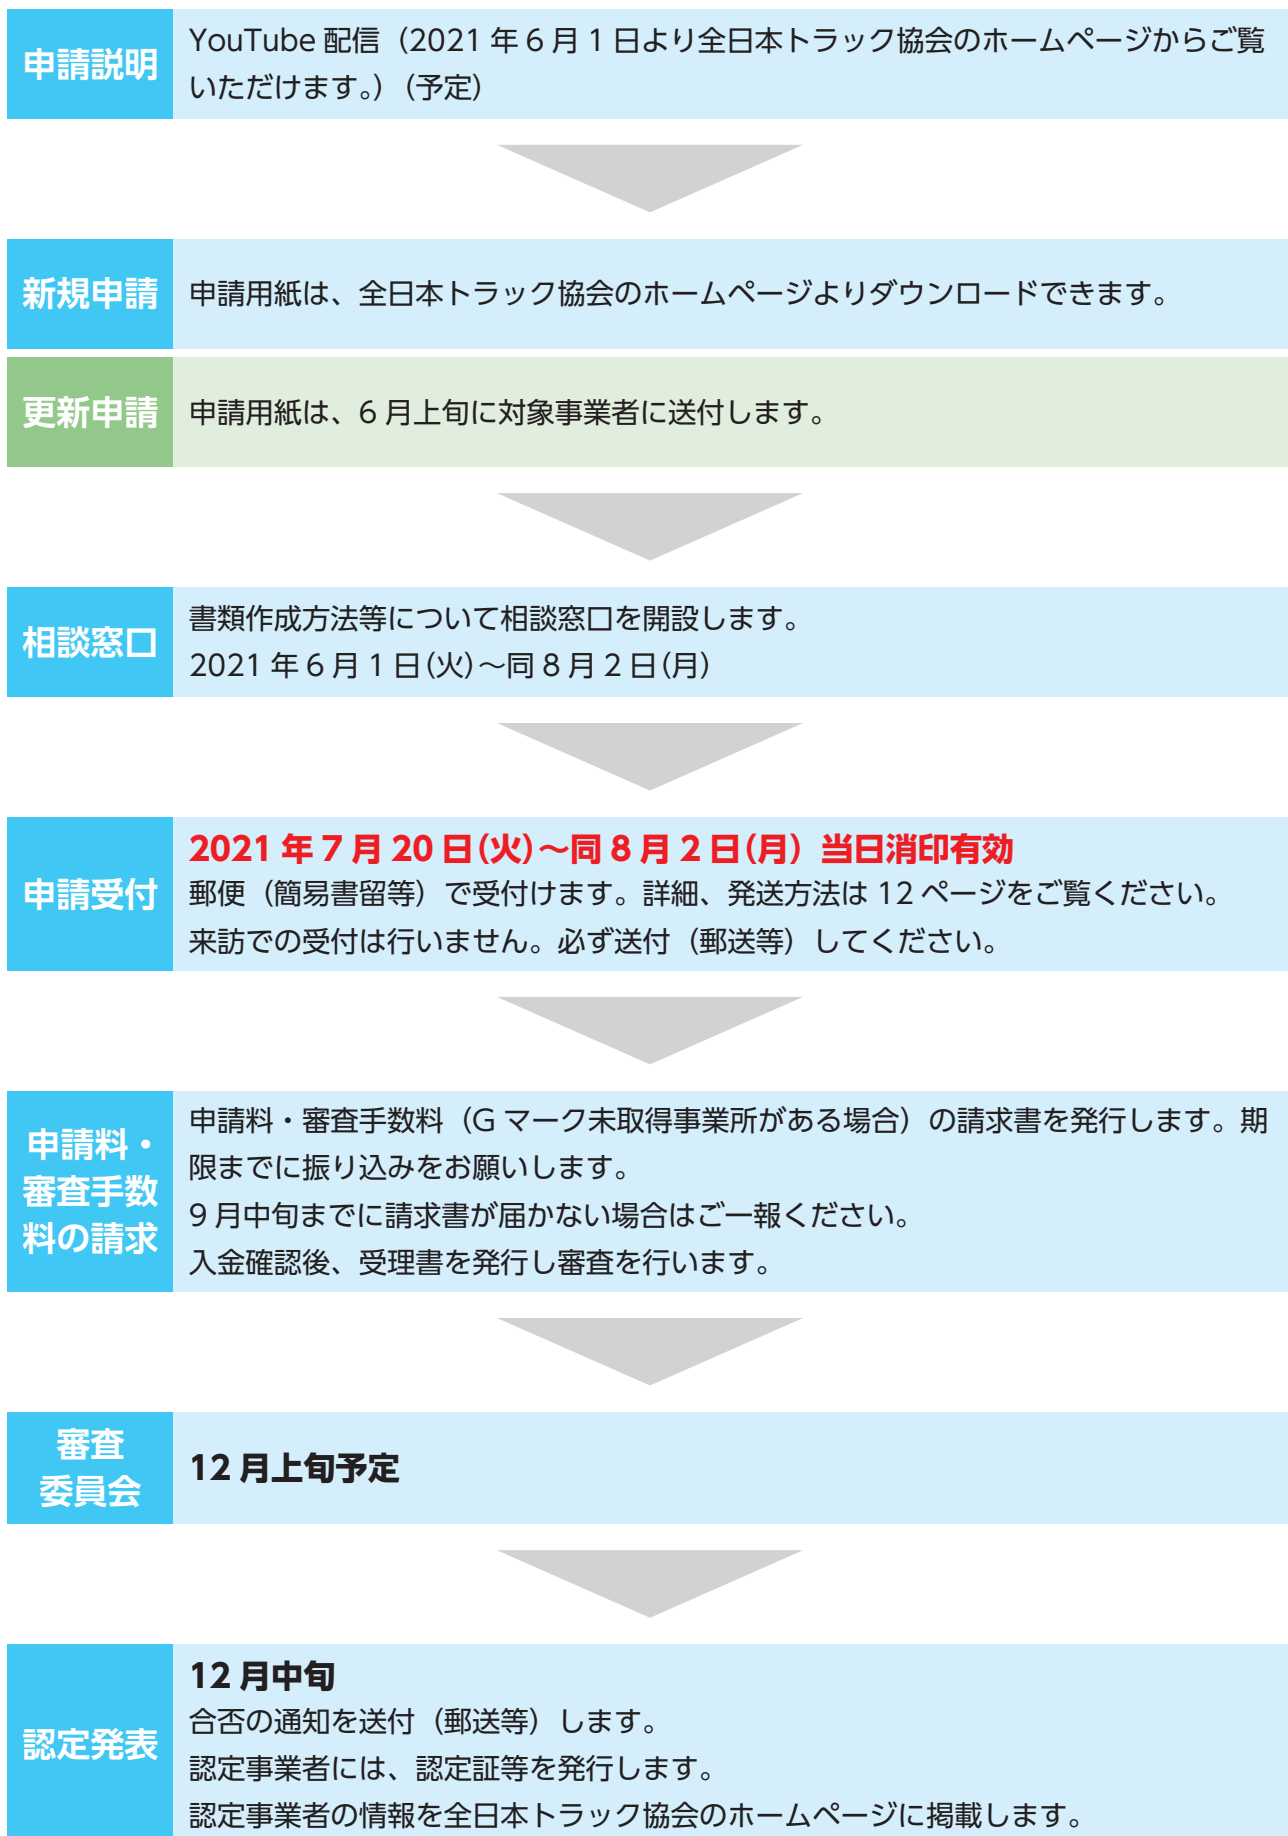 申請説明
YouTube 配信（2021 年 6 月 1 日より全日本トラック協会のホームページからご覧
いただけます。）（予定）
新規申請
申請用紙は、全日本トラック協会のホームページよりダウンロードできます。
更新申請
申請用紙は、6 月上旬に対象事業者に送付します。
相談窓口
書類作成方法等について相談窓口を開設します。
2021 年 6 月 1 日（火）～同 8 月 2 日（月）
申請受付
2021 年 7 月 20 日（火）～同 8 月 2 日（月）当日消印有効
郵便（簡易書留等）で受付けます。詳細、発送方法は 12 ページをご覧ください。
来訪での受付は行いません。必ず送付（郵送等）してください。
申請料・
審査手数
料の請求
申請料・審査手数料（G マーク未取得事業所がある場合）の請求書を発行します。期
限までに振り込みをお願いします。
9 月中旬までに請求書が届かない場合はご一報ください。
入金確認後、受理書を発行し審査を行います。
審査
委員会
12 月上旬予定
認定発表
12 月中旬
合否の通知を送付（郵送等）します。
認定事業者には、認定証等を発行します。
認定事業者の情報を全日本トラック協会のホームページに掲載します。